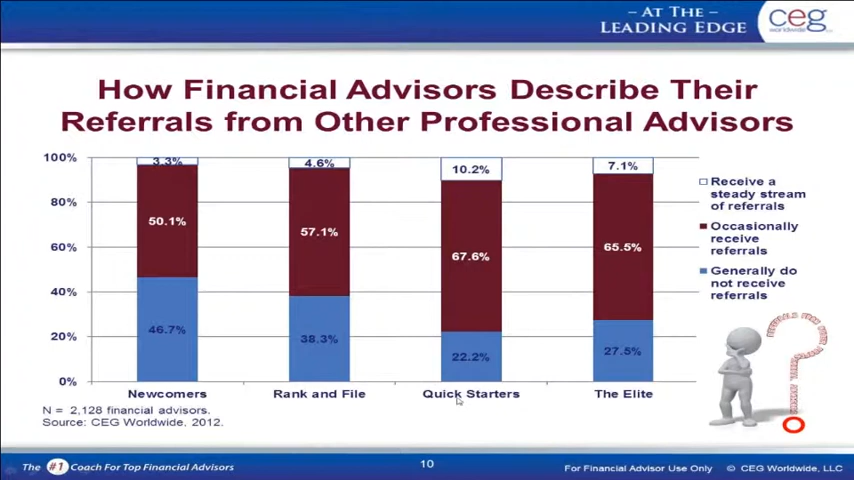 – AT THE –
LEADING EDGE
ceg
worldwide
How Financial Advisors Describe Their
Referrals from Other Professional Advisors
100%
80%
60%
40%
20%
0%
3.3%
50.1%
46.7%
4.6%
57.1%
38.3%
10.2%
67.6%
22.2%
7.1%
65.5%
27.5%
Newcomers
Rank and File
Quick Starters
The Elite
Receive a
steady stream
of referrals
Occasionally
receive
referrals
Generally do
not receive
referrals
N = 2,128 financial advisors.
Source: CEG Worldwide, 2012.
The #1 Coach For Top Financial Advisors
10
For Financial Advisor Use Only © CEG Worldwide, LLC